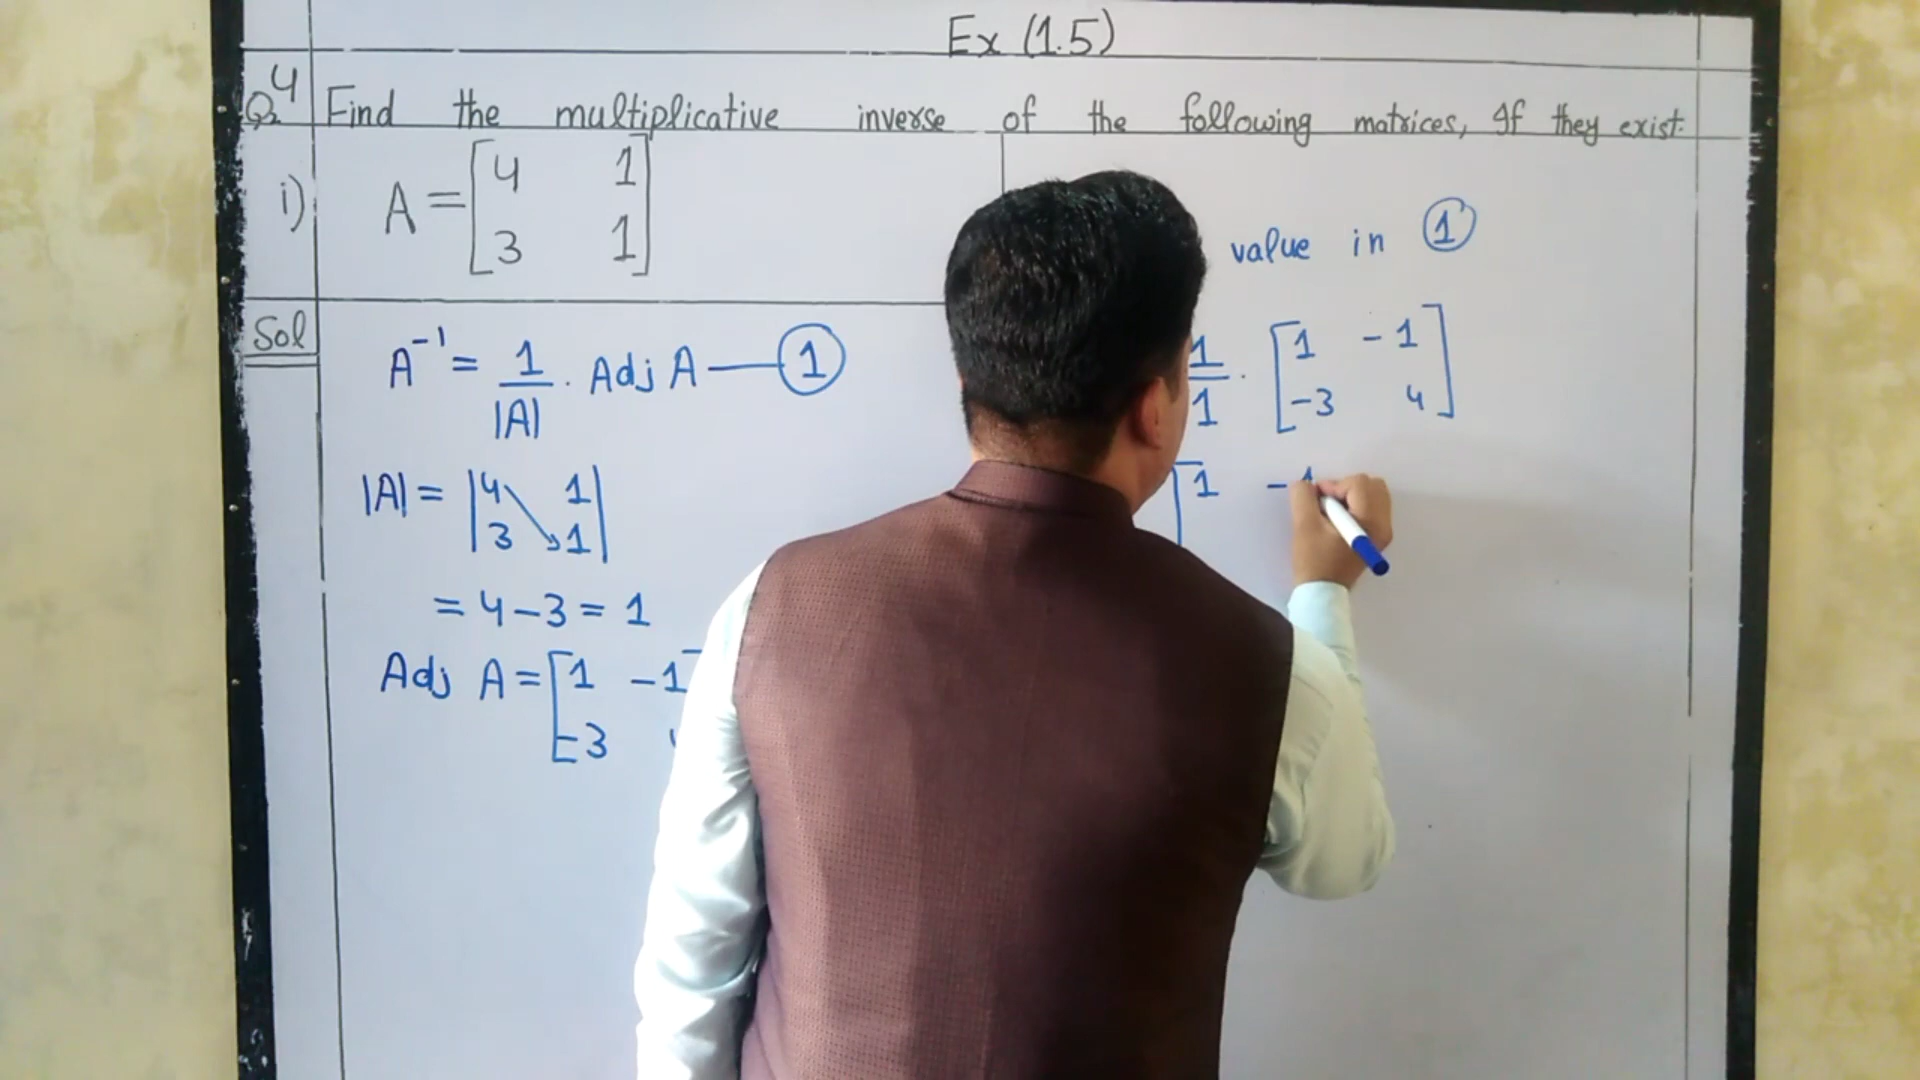 Ex (1.5)
Q4 Find the multiplicative inverse of the following matrices, If they exist.
i) A = [4 1
3 1]
Sol
A⁻¹ = 1/|A| . Adj A — ①
|A| = |4 1
3 1|
= 4 - 3 = 1
Adj A = [1 -1
-3
value in ①
1/1 . [1 -1
-3 4]
[1 -1